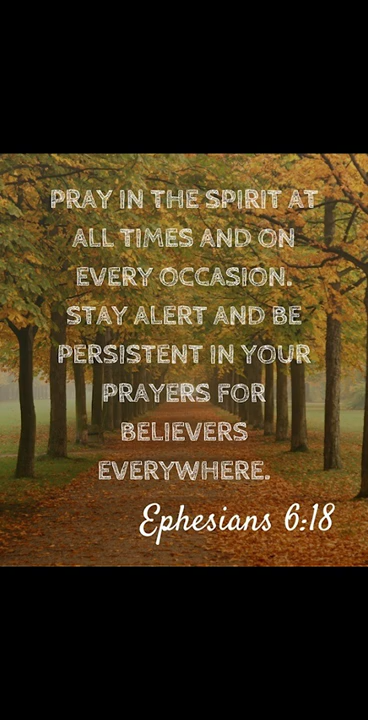 PRAY IN THE SPIRIT AT
ALL TIMES AND ON
EVERY OCCASION.
STAY ALERT AND BE
PERSISTENT IN YOUR
PRAYERS FOR
BELIEVERS
EVERYWHERE.
Ephesians 6:18